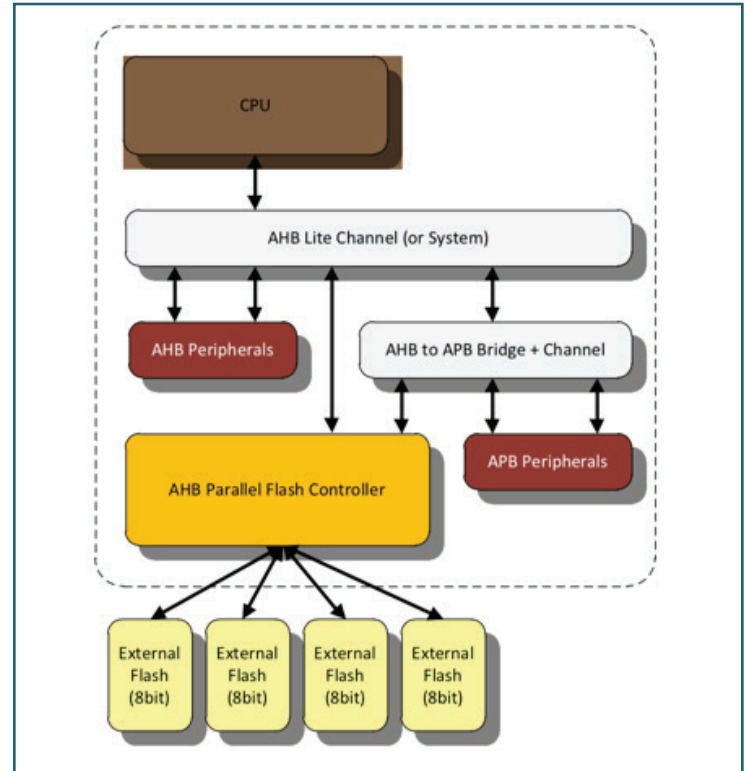 CPU
AHB Lite Channel (or System)
AHB Peripherals
AHB to APB Bridge + Channel
AHB Parallel Flash Controller
APB Peripherals
External
Flash
(8bit)
External
Flash
(8bit)
External
Flash
(8bit)
External
Flash
(8bit)